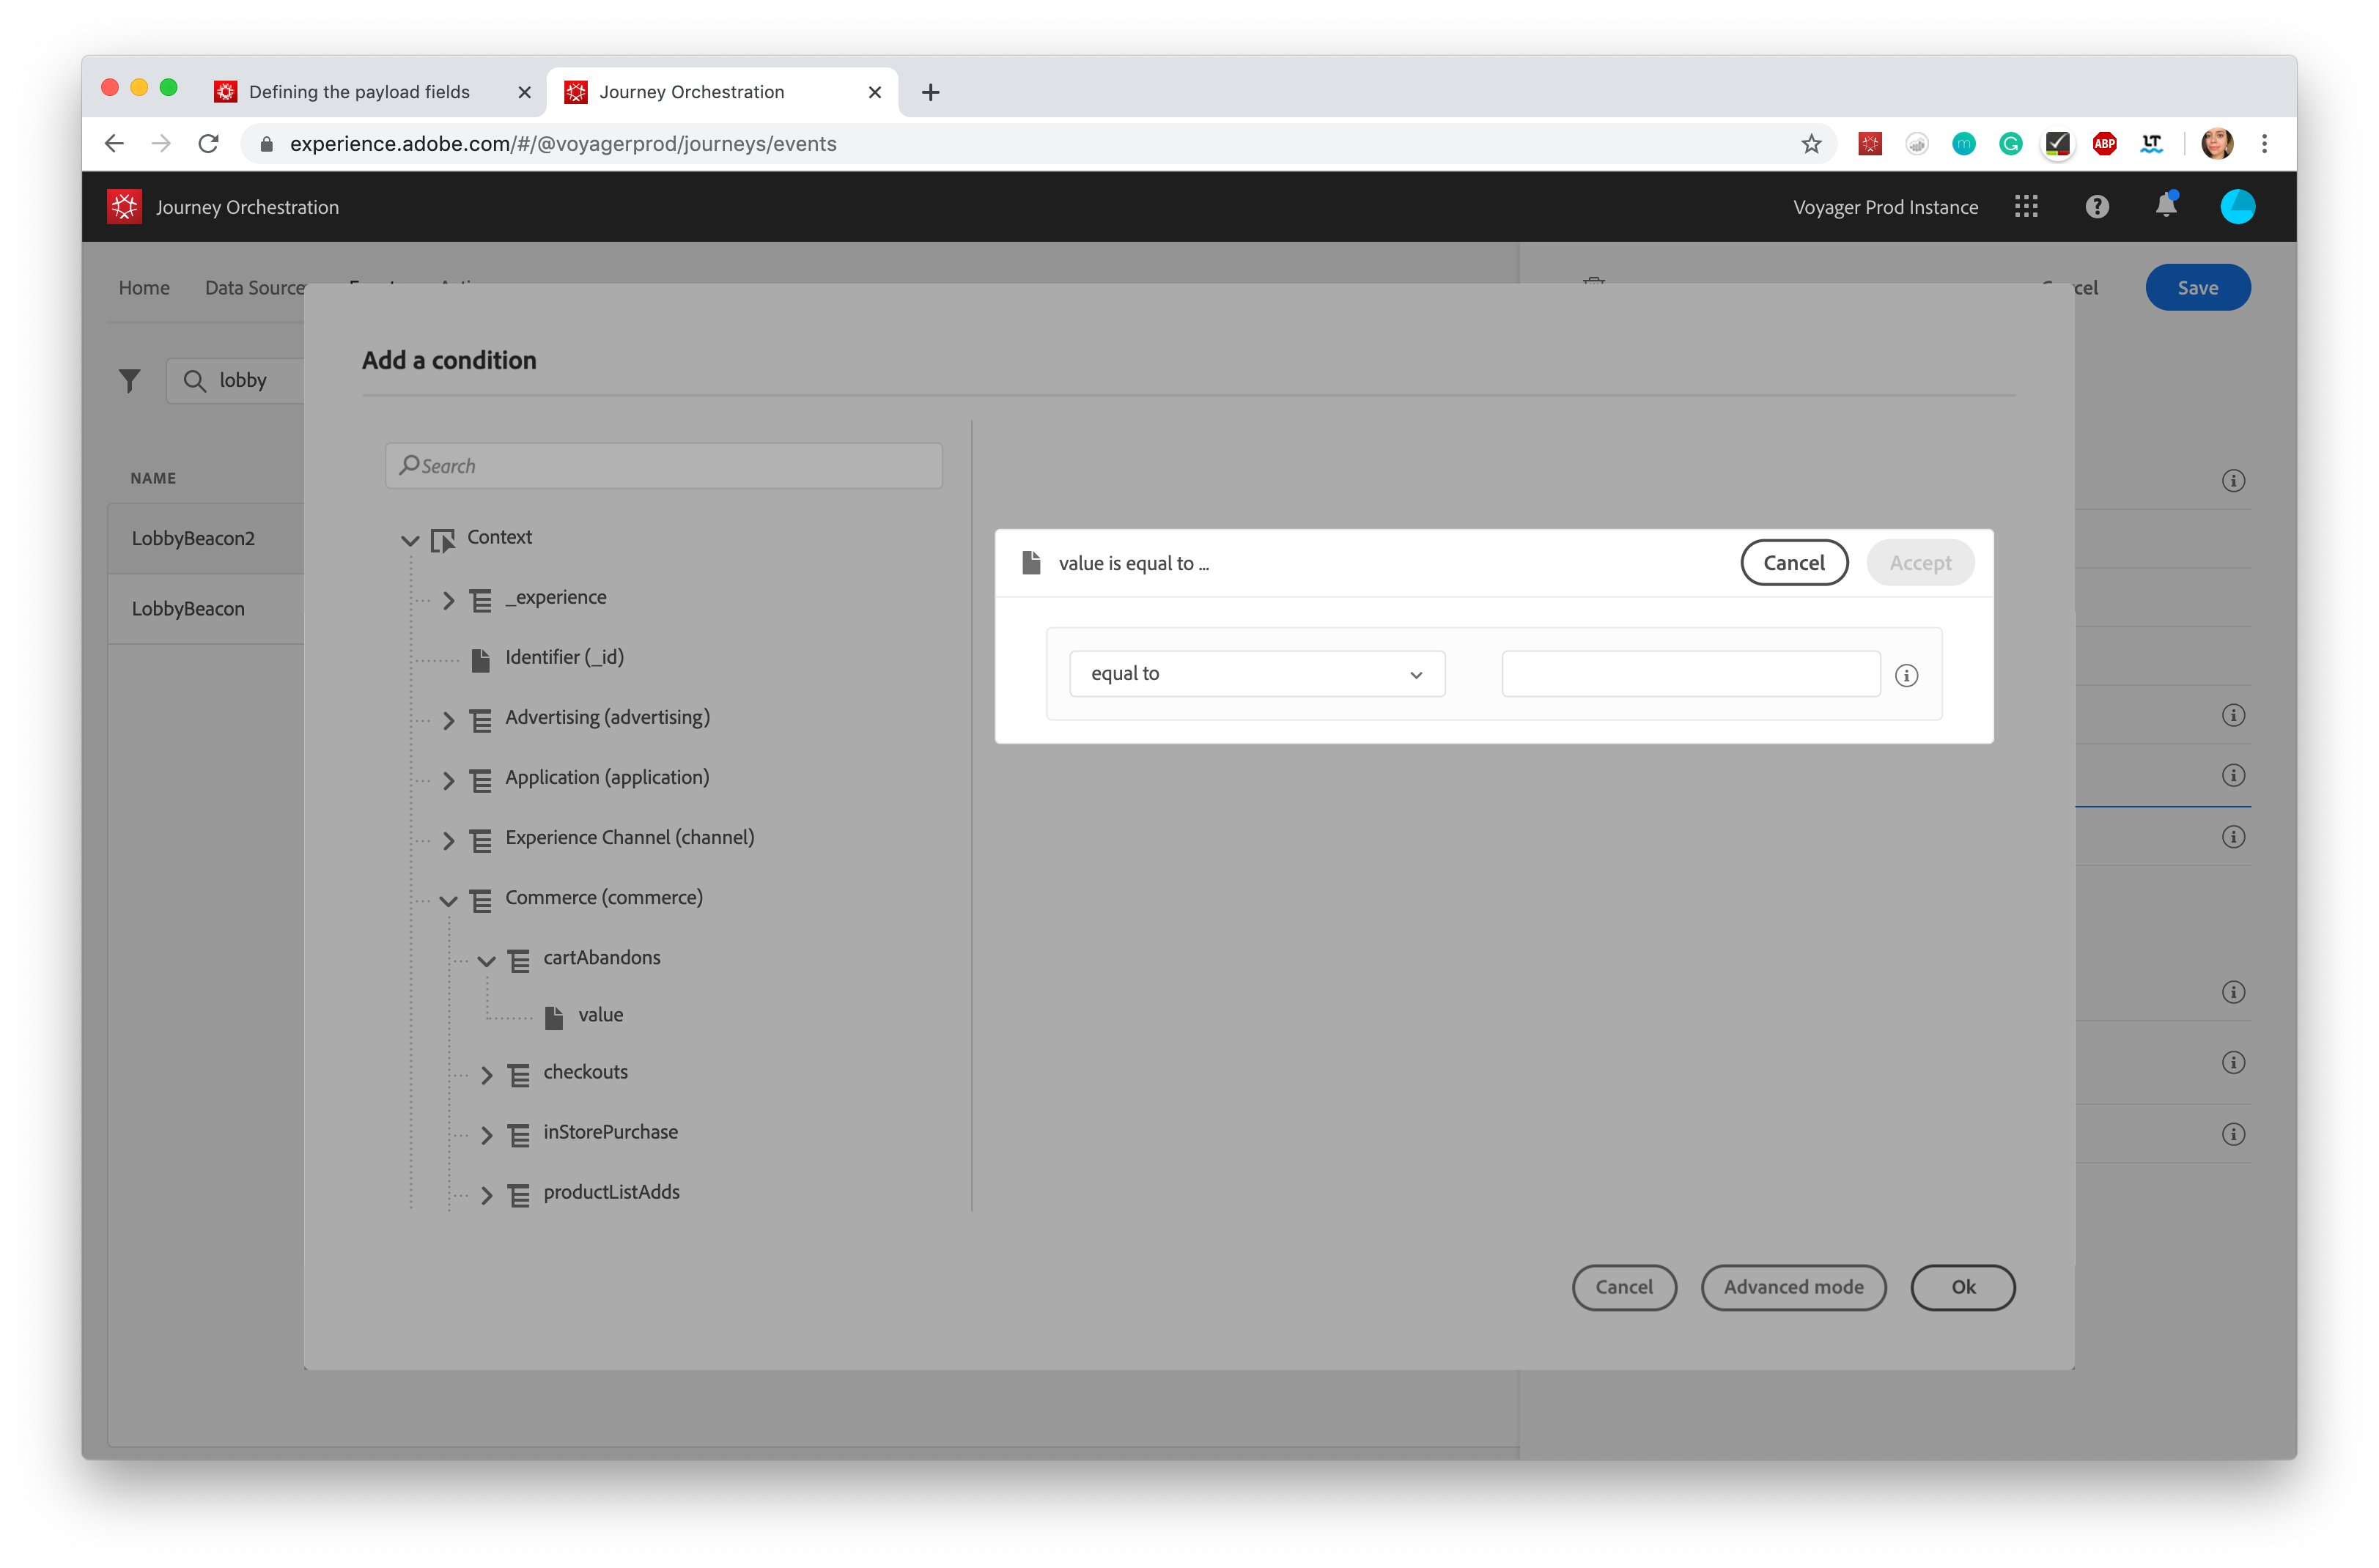 Defining the payload fields
Journey Orchestration
experience.adobe.com/#/@voyagerprod/journeys/events
ABP
LT
Journey Orchestration
Voyager Prod Instance
Home
Data Source
Save
lobby
Add a condition
Search
NAME
LobbyBeacon2
LobbyBeacon
Context
_experience
Identifier (_id)
Advertising (advertising)
Application (application)
Experience Channel (channel)
Commerce (commerce)
cartAbandons
value
checkouts
inStorePurchase
productListAdds
value is equal to ...
Cancel
Accept
equal to
Cancel
Advanced mode
Ok